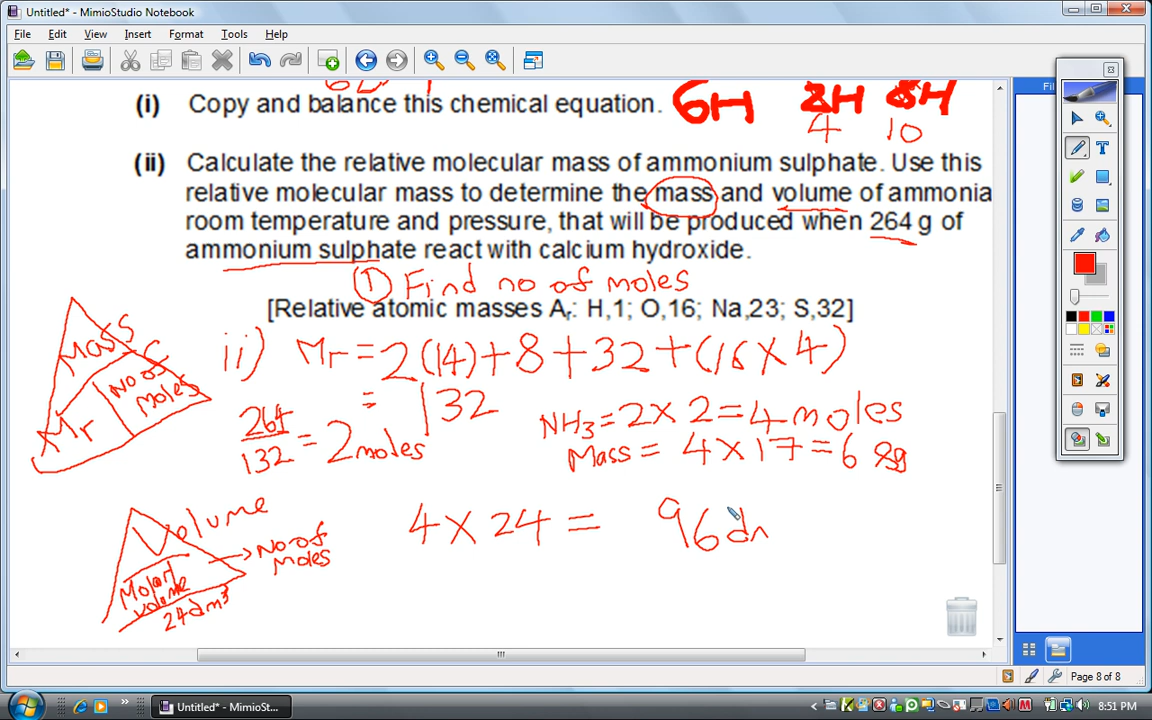 Untitled* - MimioStudio Notebook
File Edit View Insert Format Tools Help
(i) Copy and balance this chemical equation. 6H 2H 8H
4 10
(ii) Calculate the relative molecular mass of ammonium sulphate. Use this
relative molecular mass to determine the mass and volume of ammonia
room temperature and pressure, that will be produced when 264 g of
ammonium sulphate react with calcium hydroxide.
① Find no of moles
[Relative atomic masses Ar: H,1; O,16; Na,23; S,32]
ii) Mr = 2(14)+8+32+(16×4)
= 132
Mass
Mr
No of
moles
264
132
= 2 moles
NH3 = 2×2 = 4 moles
Mass = 4×17 = 68g
Volume
Molar
volume
24dm3
No of
moles
4×24 = 96 dm
Page 8 of 8
Untitled* - MimioSt...
8:51 PM